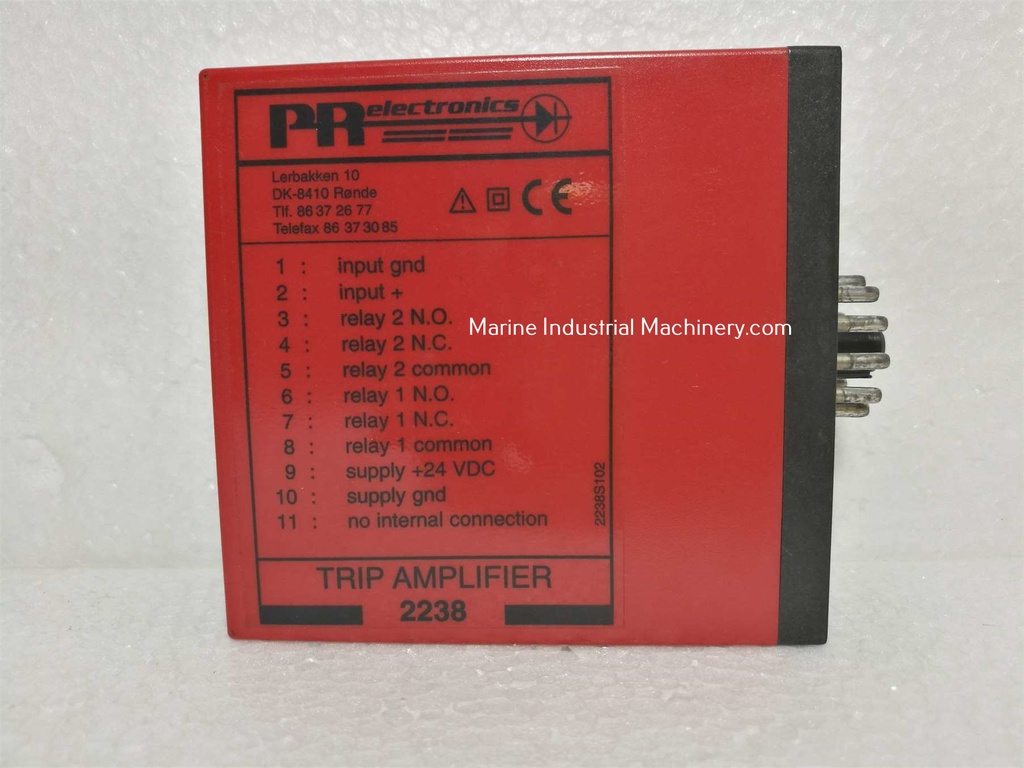 PR electronics
Lerbakken 10
DK-8410 Rønde
Tlf. 86 37 26 77
Telefax 86 37 30 85
CE
1 : input gnd
2 : input +
3 : relay 2 N.O.
4 : relay 2 N.C.
5 : relay 2 common
6 : relay 1 N.O.
7 : relay 1 N.C.
8 : relay 1 common
9 : supply +24 VDC
10 : supply gnd
11 : no internal connection
2238S102
TRIP AMPLIFIER
2238
Marine Industrial Machinery.com